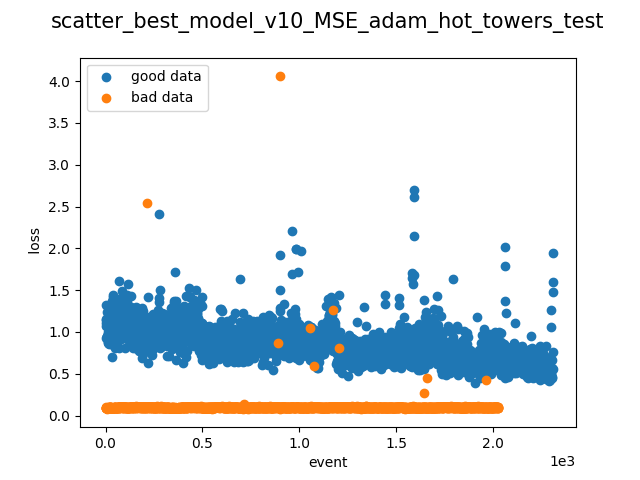 scatter_best_model_v10_MSE_adam_hot_towers_test
good data
bad data
4.0
3.5
3.0
2.5
2.0
1.5
1.0
0.5
0.0
loss
0.0
0.5
1.0
1.5
2.0
event
1e3